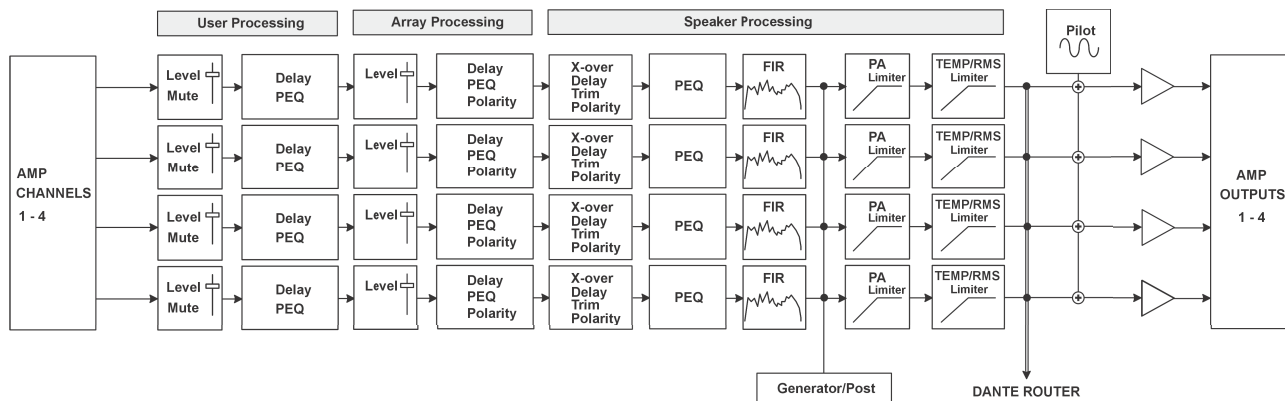 User Processing
Array Processing
Speaker Processing
Pilot
AMP
CHANNELS
1 - 4
Level
Mute
Delay
PEQ
Level
Delay
PEQ
Polarity
X-over
Delay
Trim
Polarity
PEQ
FIR
PA
Limiter
TEMP/RMS
Limiter
Level
Mute
Delay
PEQ
Level
Delay
PEQ
Polarity
X-over
Delay
Trim
Polarity
PEQ
FIR
PA
Limiter
TEMP/RMS
Limiter
Level
Mute
Delay
PEQ
Level
Delay
PEQ
Polarity
X-over
Delay
Trim
Polarity
PEQ
FIR
PA
Limiter
TEMP/RMS
Limiter
Level
Mute
Delay
PEQ
Level
Delay
PEQ
Polarity
X-over
Delay
Trim
Polarity
PEQ
FIR
PA
Limiter
TEMP/RMS
Limiter
AMP
OUTPUTS
1 - 4
Generator/Post
DANTE ROUTER